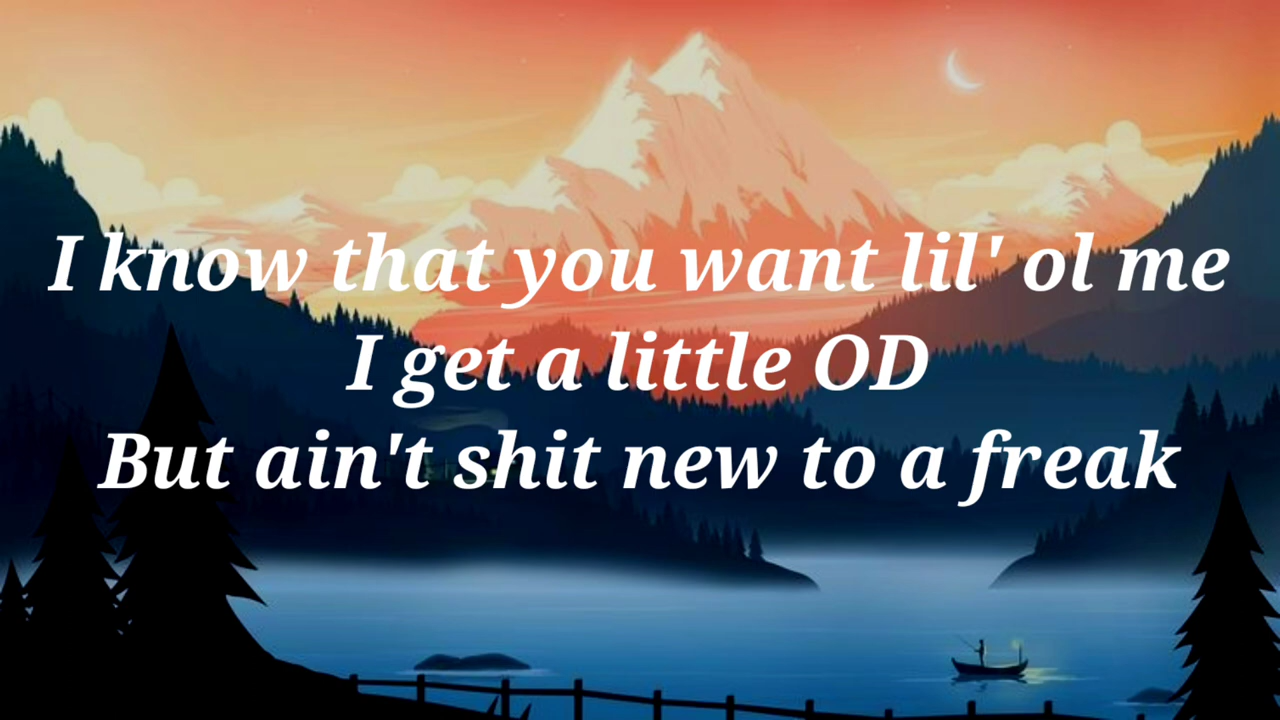 I know that you want lil' ol me
I get a little OD
But ain't shit new to a freak